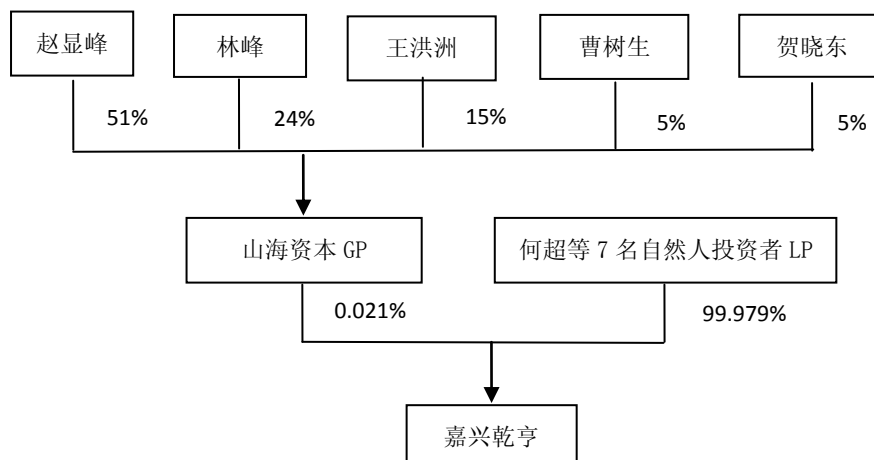 赵显峰
林峰
王洪洲
曹树生
贺晓东
51%
24%
15%
5%
5%
山海资本 GP
何超等 7 名自然人投资者 LP
0.021%
99.979%
嘉兴乾亨